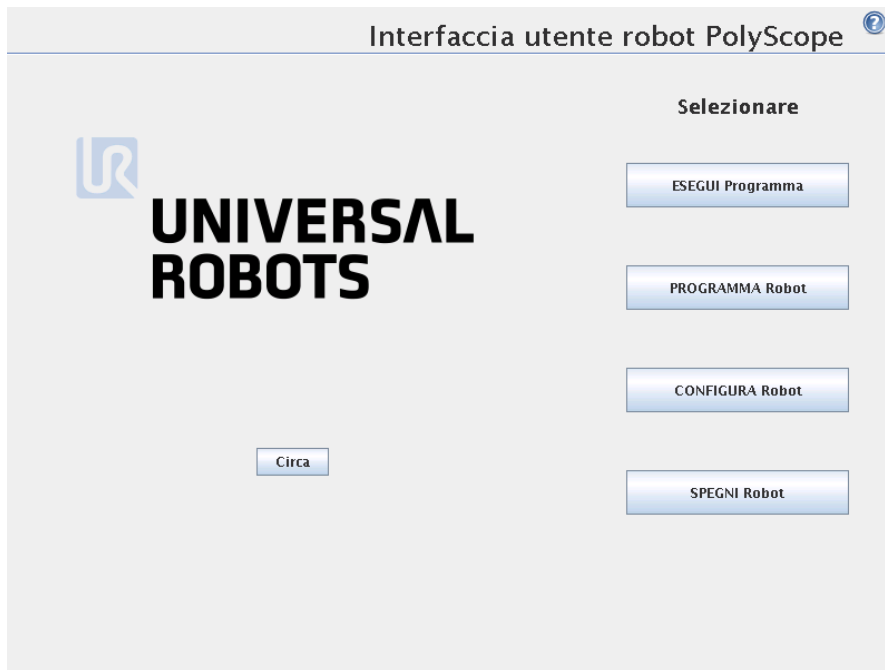 Interfaccia utente robot PolyScope
?
Selezionare
UR
UNIVERSAL
ROBOTS
ESEGUI Programma
PROGRAMMA Robot
CONFIGURA Robot
Circa
SPEGNI Robot